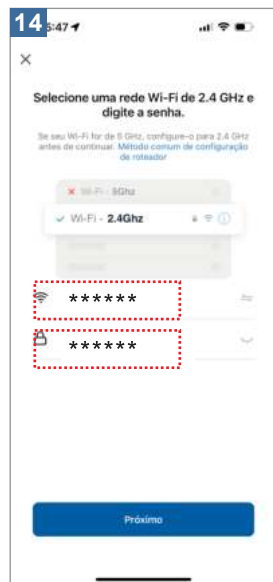 14
5:47
×
Selecione uma rede Wi-Fi de 2.4 GHz e
digite a senha.
Se seu Wi-Fi for de 5 GHz, configure-o para 2.4 GHz
antes de continuar. Método comum de configuração
de roteador
× Wi-Fi - 5Ghz
✓ Wi-Fi - 2.4Ghz
******
******
Próximo